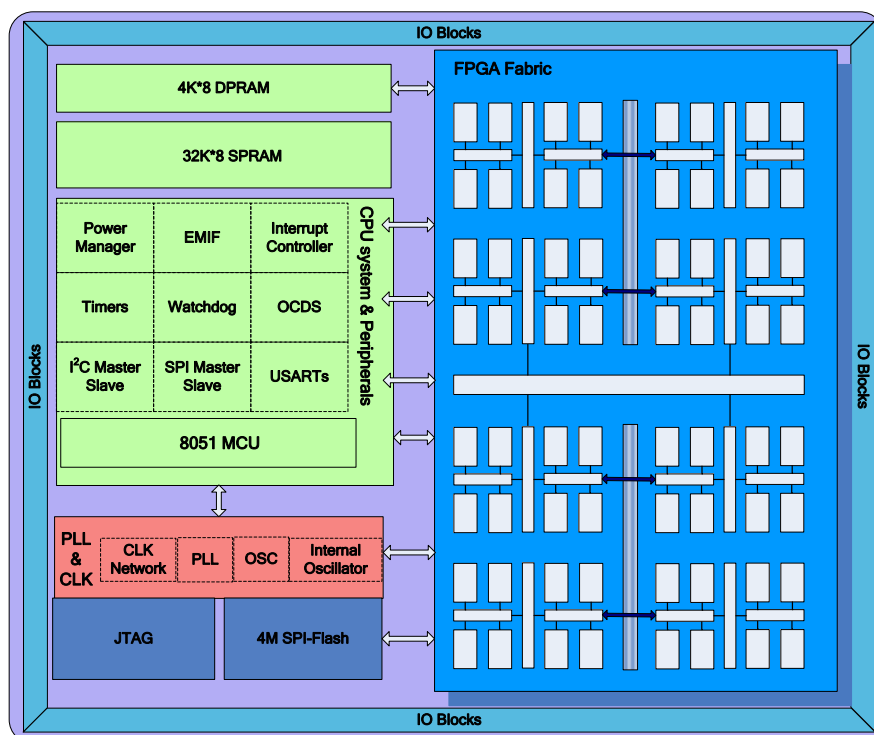 IO Blocks
FPGA Fabric
4K*8 DPRAM
32K*8 SPRAM
CPU system & Peripherals
Power
Manager
EMIF
Interrupt
Controller
Timers
Watchdog
OCDS
I²C Master
Slave
SPI Master
Slave
USARTs
8051 MCU
IO Blocks
IO Blocks
PLL
&
CLK
CLK
Network
PLL
OSC
Internal
Oscillator
JTAG
4M SPI-Flash
IO Blocks